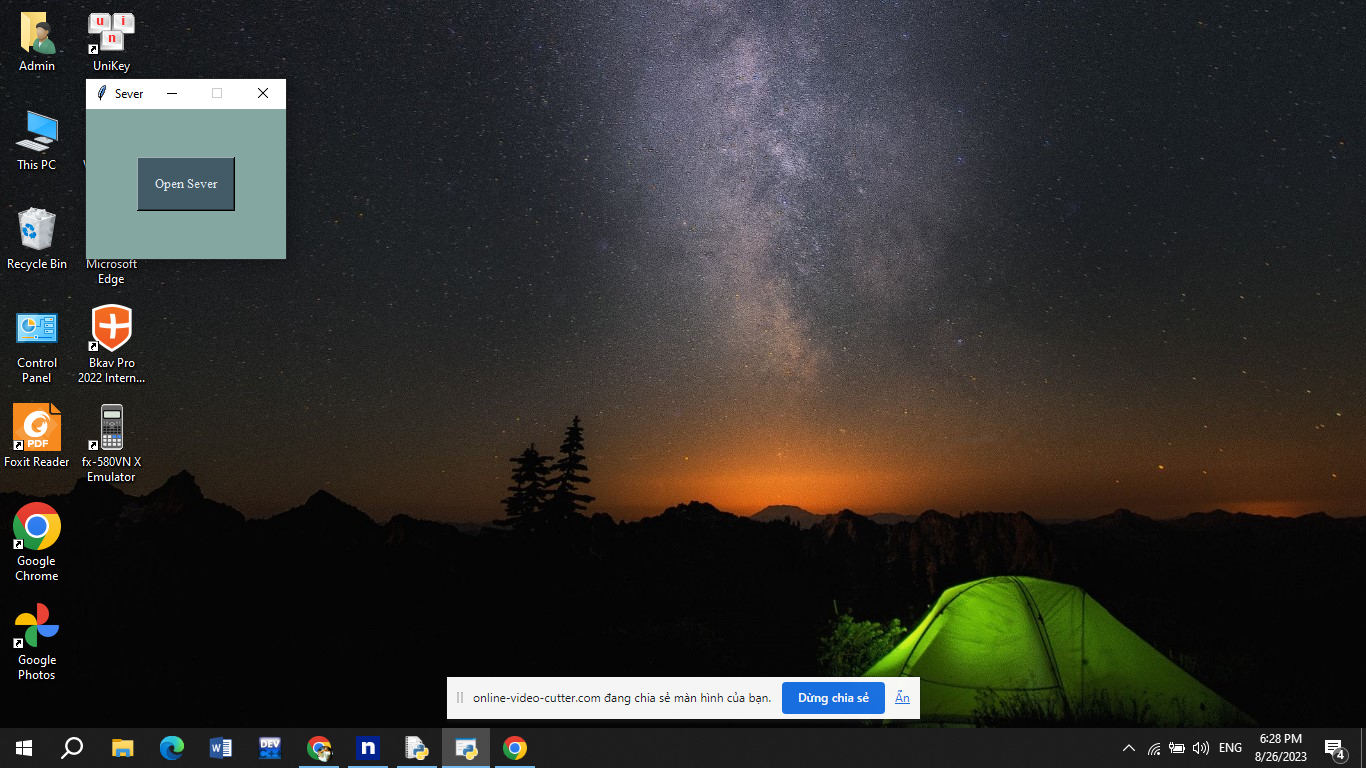 Admin
UniKey
Sever
This PC
Open Sever
Recycle Bin
Microsoft
Edge
Control
Panel
Bkav Pro
2022 Intern...
Foxit Reader
fx-580VN X
Emulator
Google
Chrome
Google
Photos
online-video-cutter.com đang chia sẻ màn hình của bạn.
Dừng chia sẻ
Ẩn
ENG
6:28 PM
8/26/2023
4